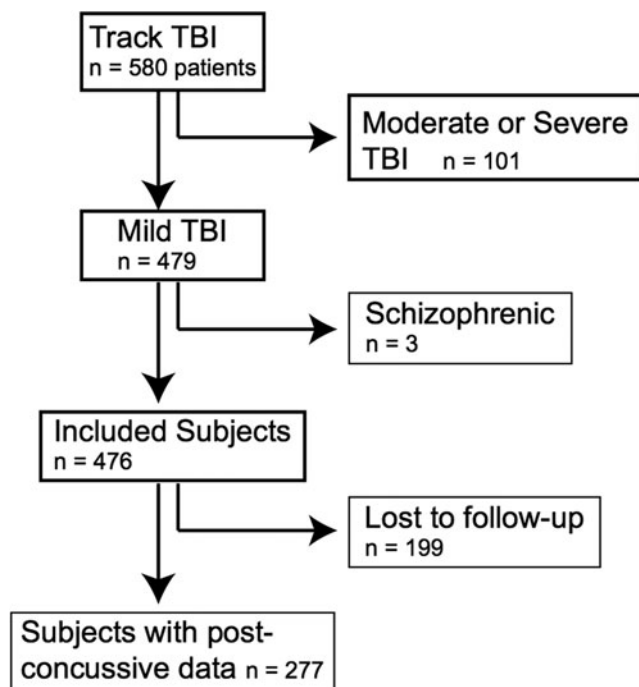 Track TBI
n = 580 patients
Moderate or Severe
TBI n = 101
Mild TBI
n = 479
Schizophrenic
n = 3
Included Subjects
n = 476
Lost to follow-up
n = 199
Subjects with post-
concussive data n = 277